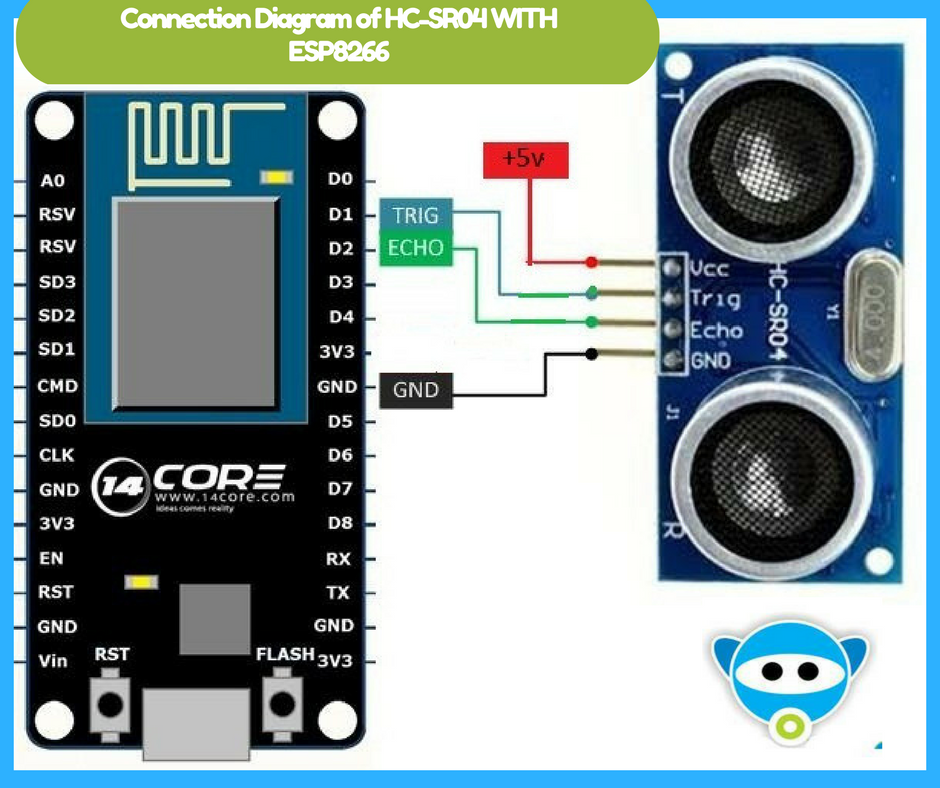 Connection Diagram of HC-SR04 WITH
ESP8266
A0
RSV
RSV
SD3
SD2
SD1
CMD
SD0
CLK
GND
3V3
EN
RST
GND
Vin
D0
D1
D2
D3
D4
3V3
GND
D5
D6
D7
D8
RX
TX
GND
3V3
14CORE
www.14core.com
ideas comes reality
RST
FLASH
+5v
TRIG
ECHO
GND
T
Vcc
Trig
Echo
GND
HC-SR04
Y1
4.000
J1
R